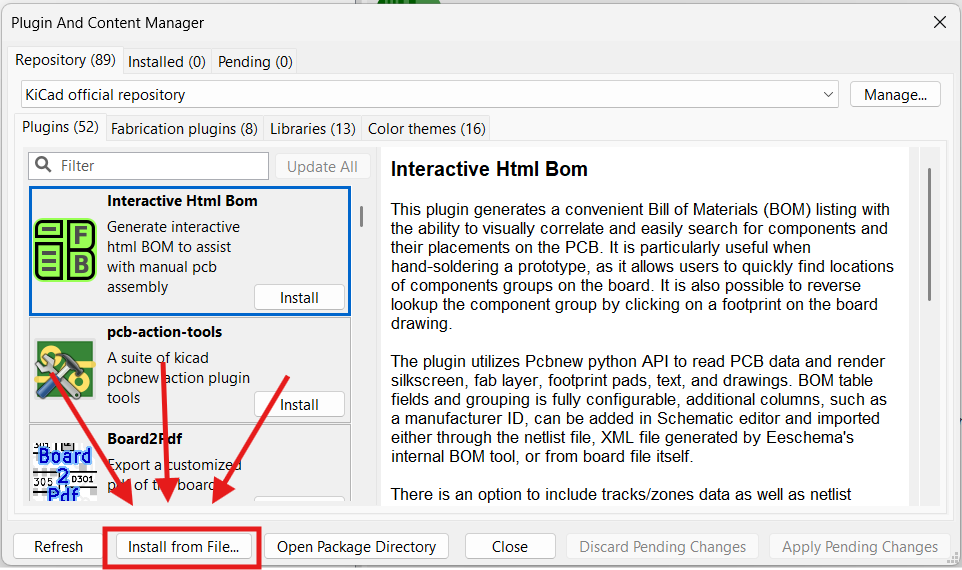 Plugin And Content Manager
Repository (89) Installed (0) Pending (0)
KiCad official repository Manage...
Plugins (52) Fabrication plugins (8) Libraries (13) Color themes (16)
Filter Update All
Interactive Html Bom
Generate interactive
html BOM to assist
with manual pcb
assembly
Install
F
B
pcb-action-tools
A suite of kicad
pcbnew action plugin
tools
Install
Board2Pdf
Export a customized
pdf of the board
Board
2
Pdf
305
D301
Interactive Html Bom
This plugin generates a convenient Bill of Materials (BOM) listing with
the ability to visually correlate and easily search for components and
their placements on the PCB. It is particularly useful when
hand-soldering a prototype, as it allows users to quickly find locations
of components groups on the board. It is also possible to reverse
lookup the component group by clicking on a footprint on the board
drawing.
The plugin utilizes Pcbnew python API to read PCB data and render
silkscreen, fab layer, footprint pads, text, and drawings. BOM table
fields and grouping is fully configurable, additional columns, such as
a manufacturer ID, can be added in Schematic editor and imported
either through the netlist file, XML file generated by Eeschema's
internal BOM tool, or from board file itself.
There is an option to include tracks/zones data as well as netlist
Refresh Install from File... Open Package Directory Close Discard Pending Changes Apply Pending Changes